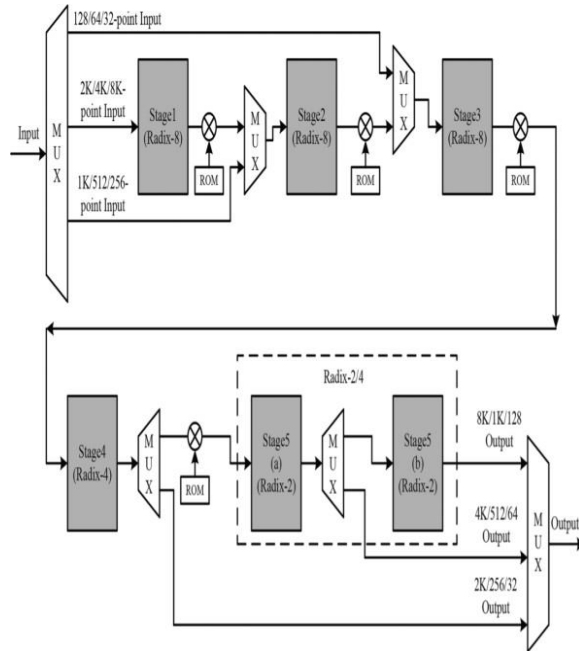 128/64/32-point Input
2K/4K/8K-
point Input
Input
M
U
X
1K/512/256-
point Input
Stage1
(Radix-8)
ROM
M
U
X
Stage2
(Radix-8)
ROM
M
U
X
Stage3
(Radix-8)
ROM
Radix-2/4
Stage4
(Radix-4)
M
U
X
ROM
Stage5
(a)
(Radix-2)
M
U
X
Stage5
(b)
(Radix-2)
8K/1K/128
Output
4K/512/64
Output
2K/256/32
Output
M
U
X
Output